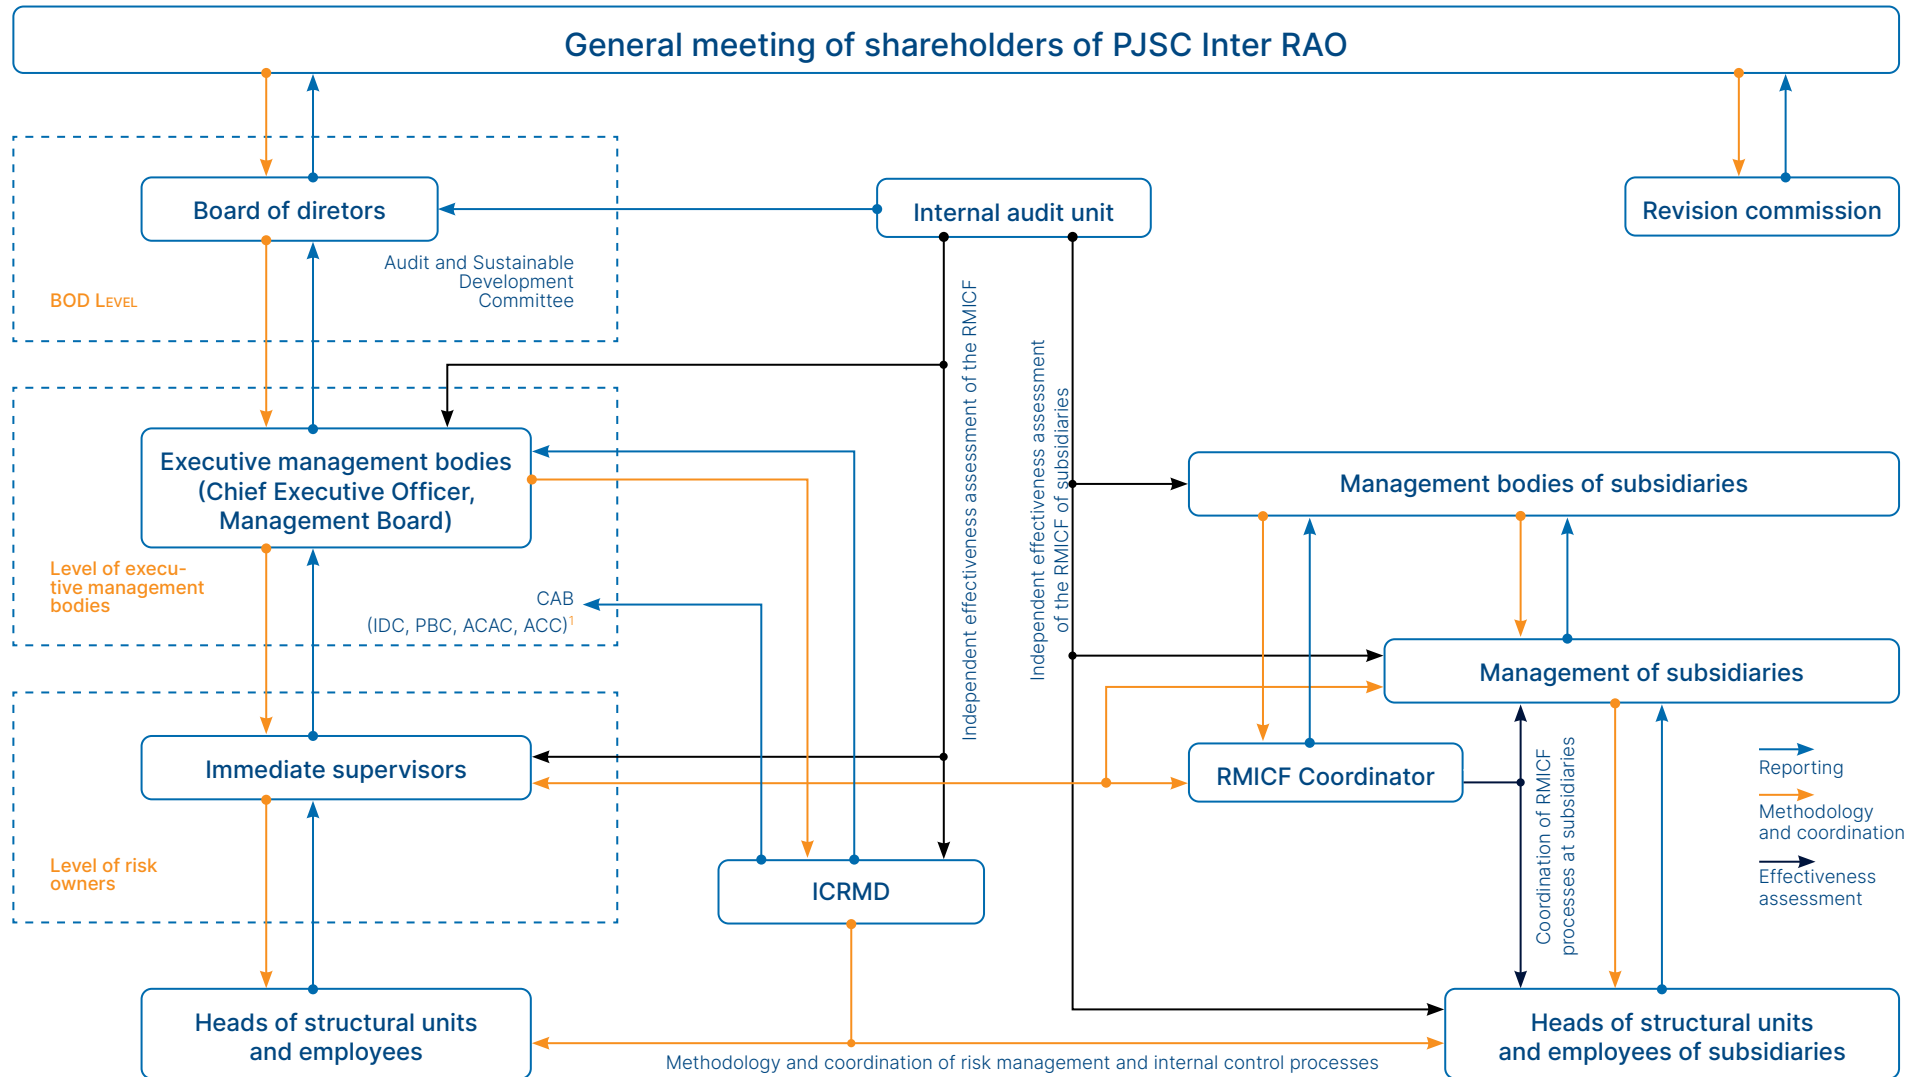 General meeting of shareholders of PJSC Inter RAO
Board of diretors
Internal audit unit
Revision commission
Audit and Sustainable
Development
Committee
BOD Level
Independent effectiveness assessment of the RMICF
Independent effectiveness assessment
of the RMICF of subsidiaries
Executive management bodies
(Chief Executive Officer,
Management Board)
Management bodies of subsidiaries
Level of execu-
tive management
bodies
CAB
(IDC, PBC, ACAC, ACC)¹
Management of subsidiaries
Immediate supervisors
RMICF Coordinator
Coordination of RMICF
processes at subsidiaries
Reporting
Methodology
and coordination
Effectiveness
assessment
Level of risk
owners
ICRMD
Heads of structural units
and employees
Methodology and coordination of risk management and internal control processes
Heads of structural units
and employees of subsidiaries